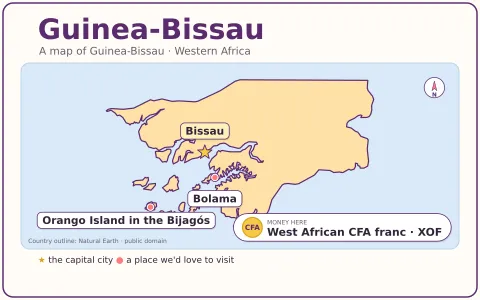 Guinea-Bissau
A map of Guinea-Bissau · Western Africa
N
Bissau
Bolama
Orango Island in the Bijagós
CFA
MONEY HERE
West African CFA franc · XOF
Country outline: Natural Earth · public domain
★ the capital city ● a place we'd love to visit